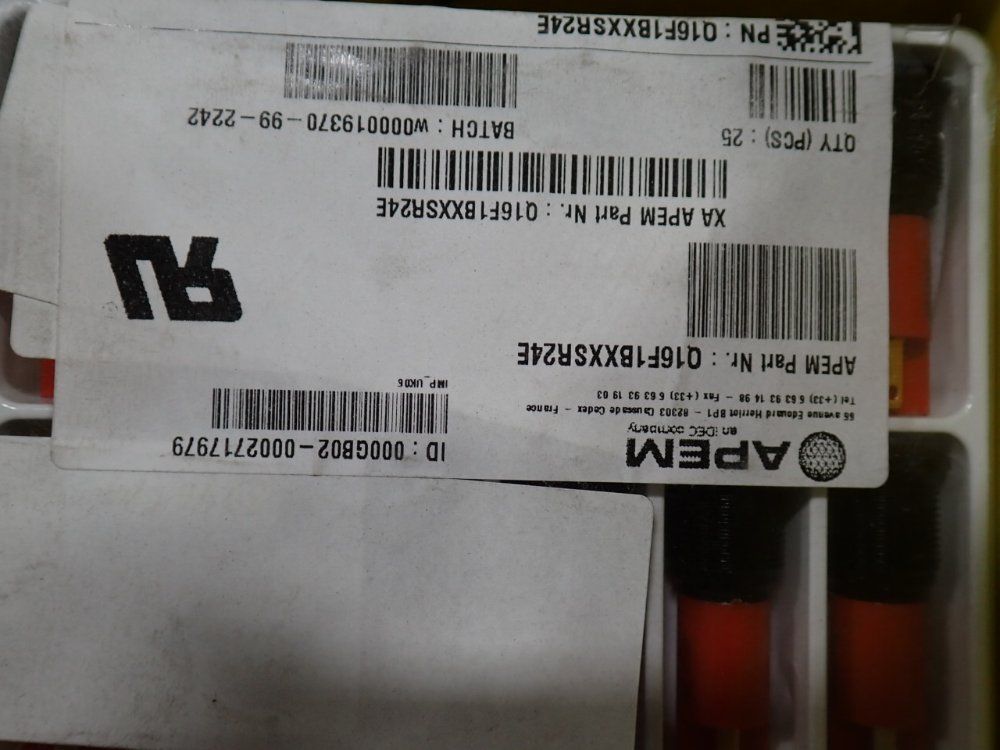 APEM
an IDEC company
55 avenue Edouard Herriot BP1 - 82303 Caussade Cedex - France
Tel (+33) 5 63 93 14 98 - Fax (+33) 5 63 93 19 03
ID : 000GB02-0002717979
IMP_UK06
APEM Part Nr. : Q16F1BXXSR24E
XA APEM Part Nr. : Q16F1BXXSR24E
QTY (PCS) : 25
BATCH : W000019370-99-2242
PN : Q16F1BXXSR24E